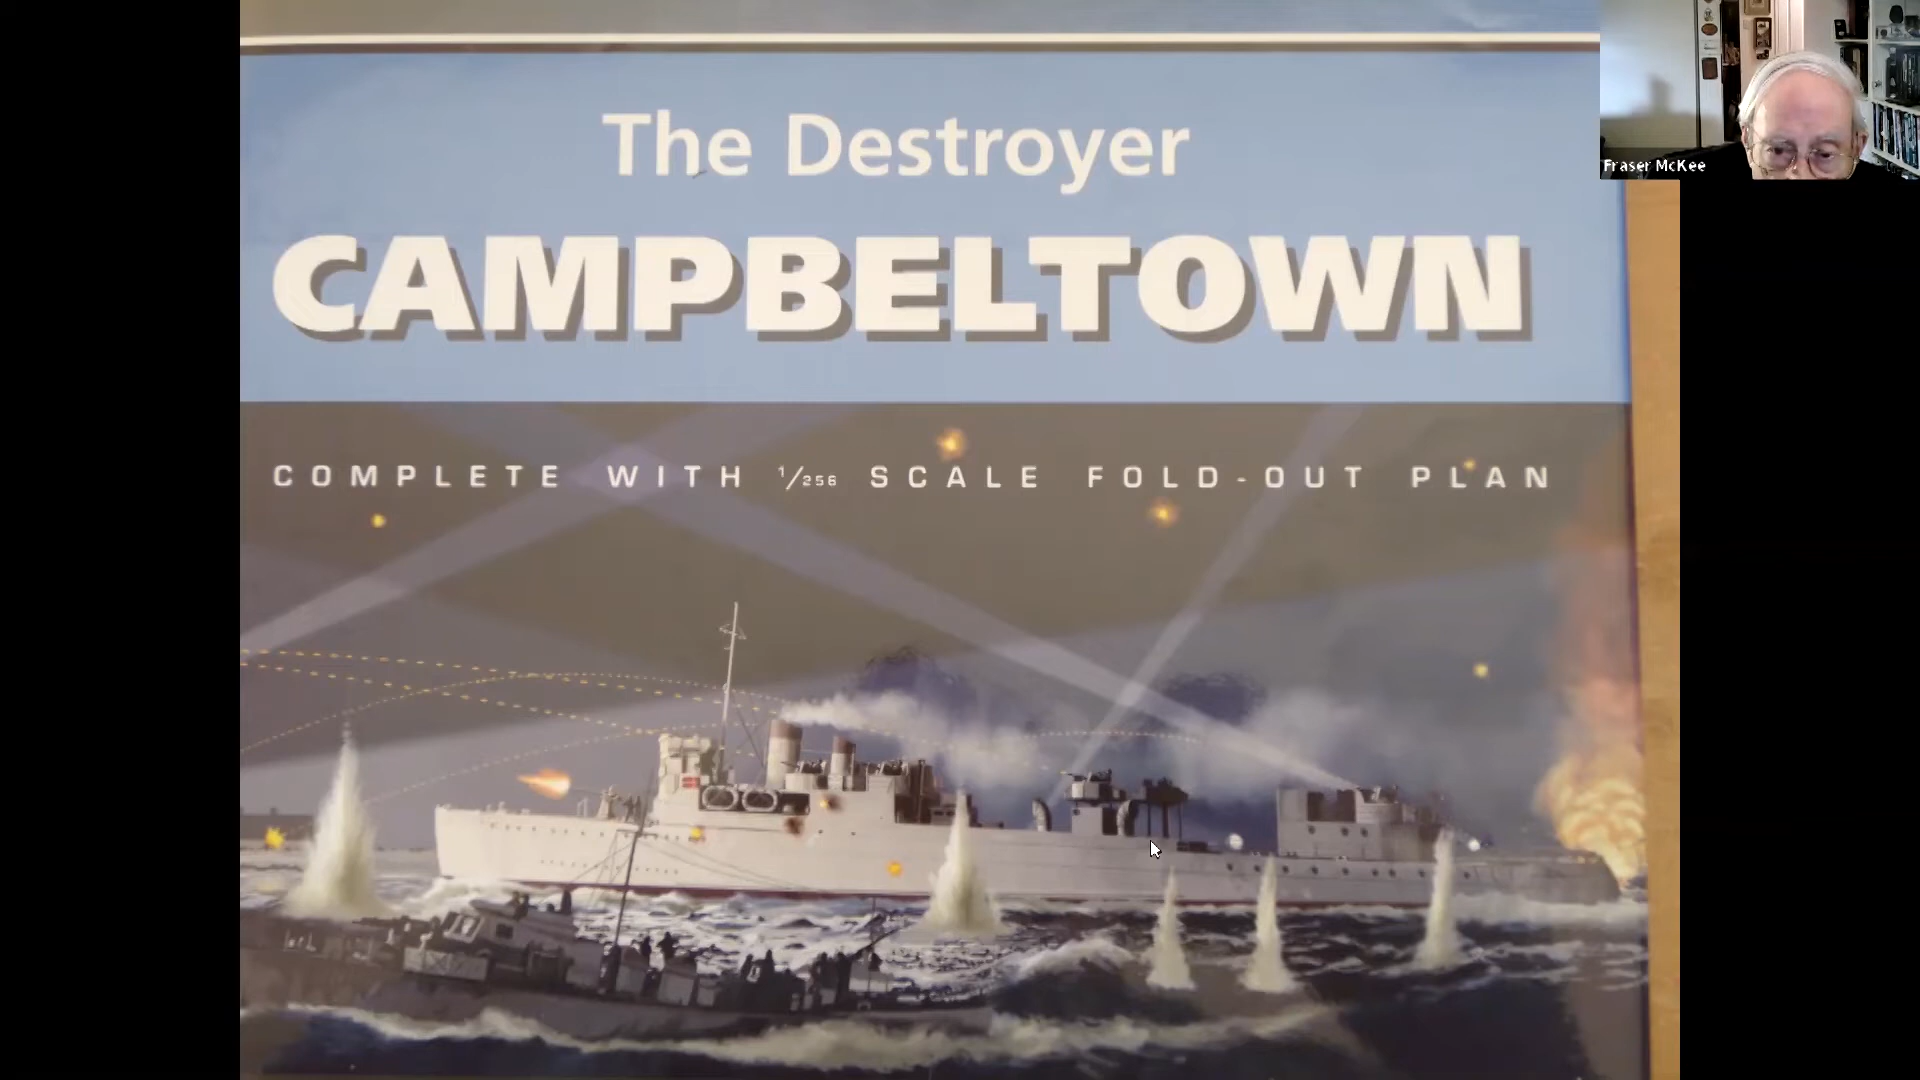 The Destroyer
CAMPBELTOWN
COMPLETE WITH 1/256 SCALE FOLD-OUT PLAN
Fraser McKee